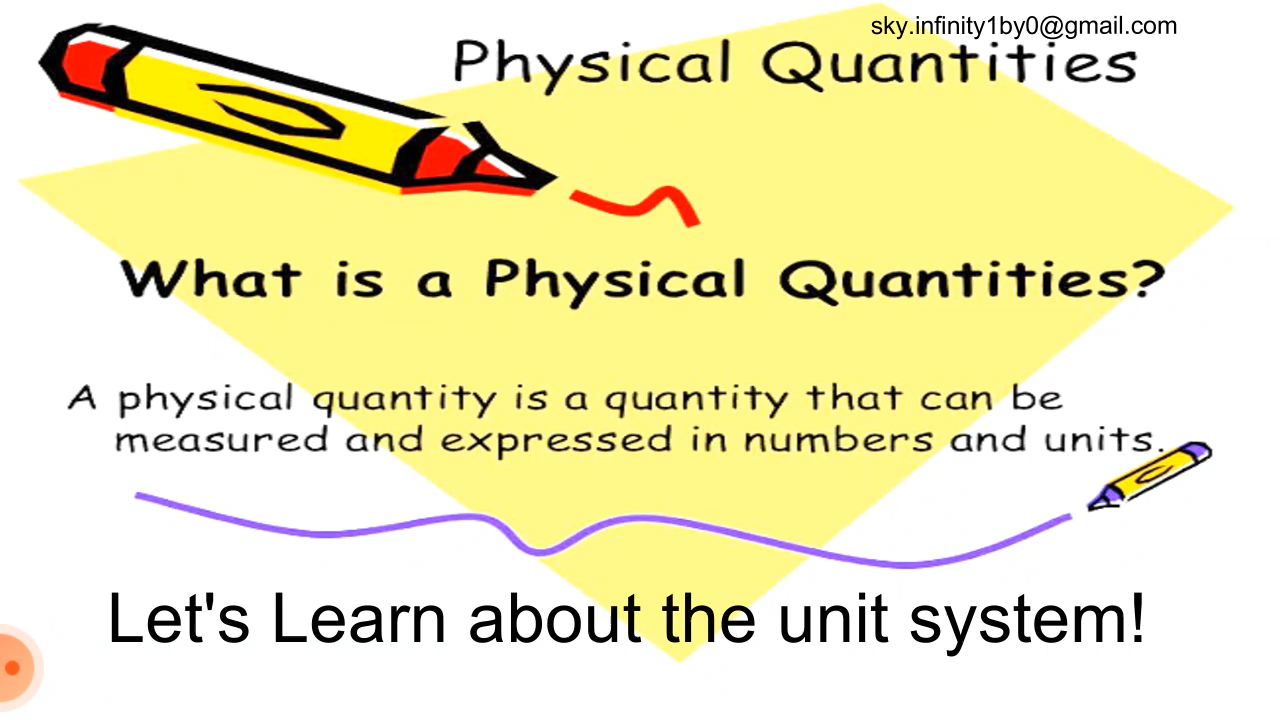 sky.infinity1by0@gmail.com
Physical Quantities
What is a Physical Quantities?
A physical quantity is a quantity that can be
measured and expressed in numbers and units.
Let's Learn about the unit system!